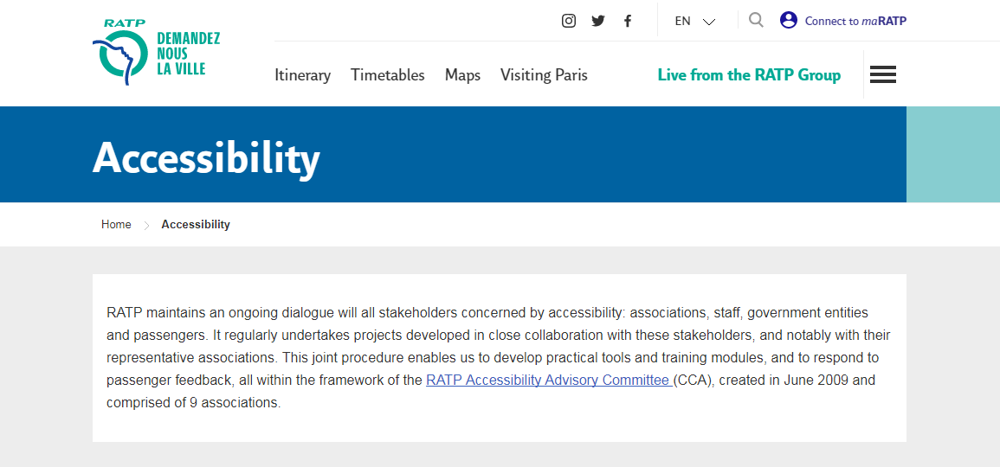 RATP
DEMANDEZ
NOUS
LA VILLE
EN
Connect to maRATP
Itinerary Timetables Maps Visiting Paris Live from the RATP Group
Accessibility
Home Accessibility
RATP maintains an ongoing dialogue will all stakeholders concerned by accessibility: associations, staff, government entities
and passengers. It regularly undertakes projects developed in close collaboration with these stakeholders, and notably with their
representative associations. This joint procedure enables us to develop practical tools and training modules, and to respond to
passenger feedback, all within the framework of the RATP Accessibility Advisory Committee (CCA), created in June 2009 and
comprised of 9 associations.